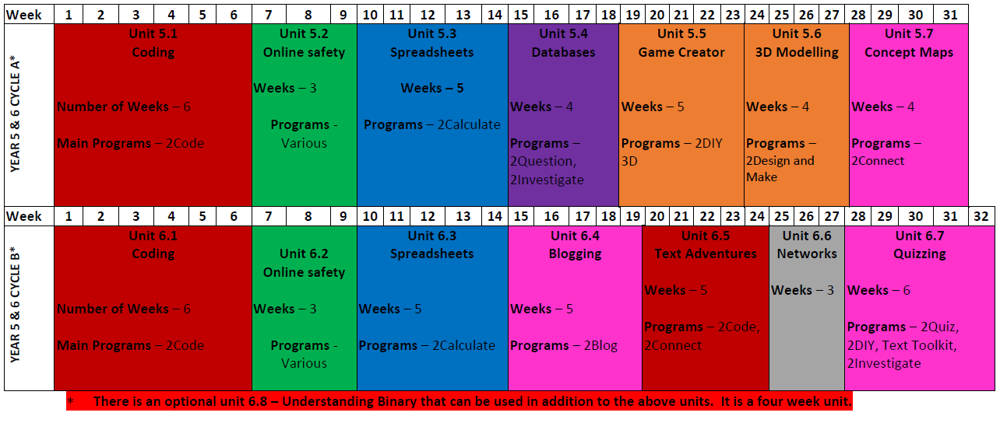 Week 1 2 3 4 5 6 7 8 9 10 11 12 13 14 15 16 17 18 19 20 21 22 23 24 25 26 27 28 29 30 31
YEAR 5 & 6 CYCLE A*
Unit 5.1
Coding
Number of Weeks – 6
Main Programs – 2Code
Unit 5.2
Online safety
Weeks – 3
Programs -
Various
Unit 5.3
Spreadsheets
Weeks – 5
Programs – 2Calculate
Unit 5.4
Databases
Weeks – 4
Programs –
2Question,
2Investigate
Unit 5.5
Game Creator
Weeks – 5
Programs – 2DIY
3D
Unit 5.6
3D Modelling
Weeks – 4
Programs –
2Design and
Make
Unit 5.7
Concept Maps
Weeks – 4
Programs –
2Connect
Week 1 2 3 4 5 6 7 8 9 10 11 12 13 14 15 16 17 18 19 20 21 22 23 24 25 26 27 28 29 30 31 32
YEAR 5 & 6 CYCLE B*
Unit 6.1
Coding
Number of Weeks – 6
Main Programs – 2Code
Unit 6.2
Online safety
Weeks – 3
Programs -
Various
Unit 6.3
Spreadsheets
Weeks – 5
Programs – 2Calculate
Unit 6.4
Blogging
Weeks – 5
Programs – 2Blog
Unit 6.5
Text Adventures
Weeks – 5
Programs – 2Code,
2Connect
Unit 6.6
Networks
Weeks – 3
Unit 6.7
Quizzing
Weeks – 6
Programs – 2Quiz,
2DIY, Text Toolkit,
2Investigate
* There is an optional unit 6.8 – Understanding Binary that can be used in addition to the above units. It is a four week unit.